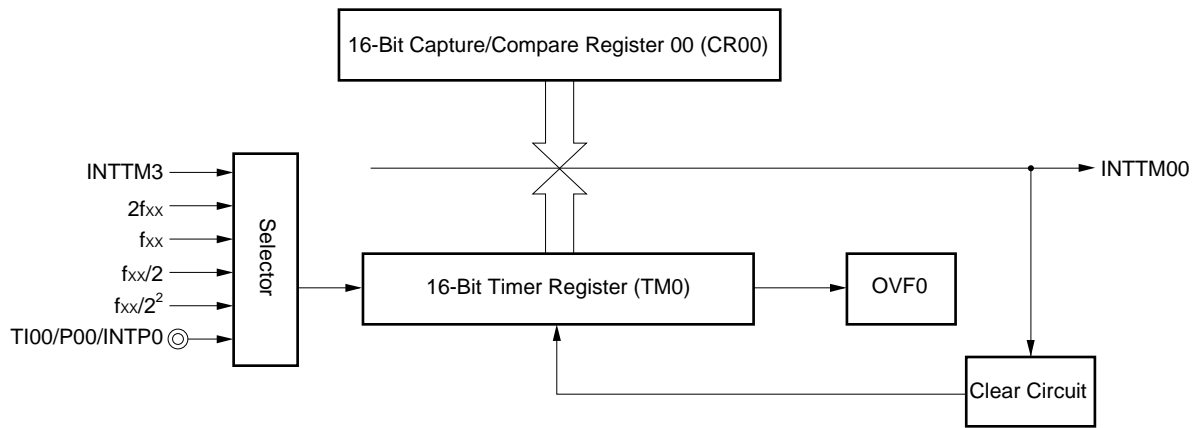 16-Bit Capture/Compare Register 00 (CR00)
INTTM3
INTTM00
2fxx
fxx
fxx/2
fxx/2²
TI00/P00/INTP0
Selector
16-Bit Timer Register (TM0)
OVF0
Clear Circuit